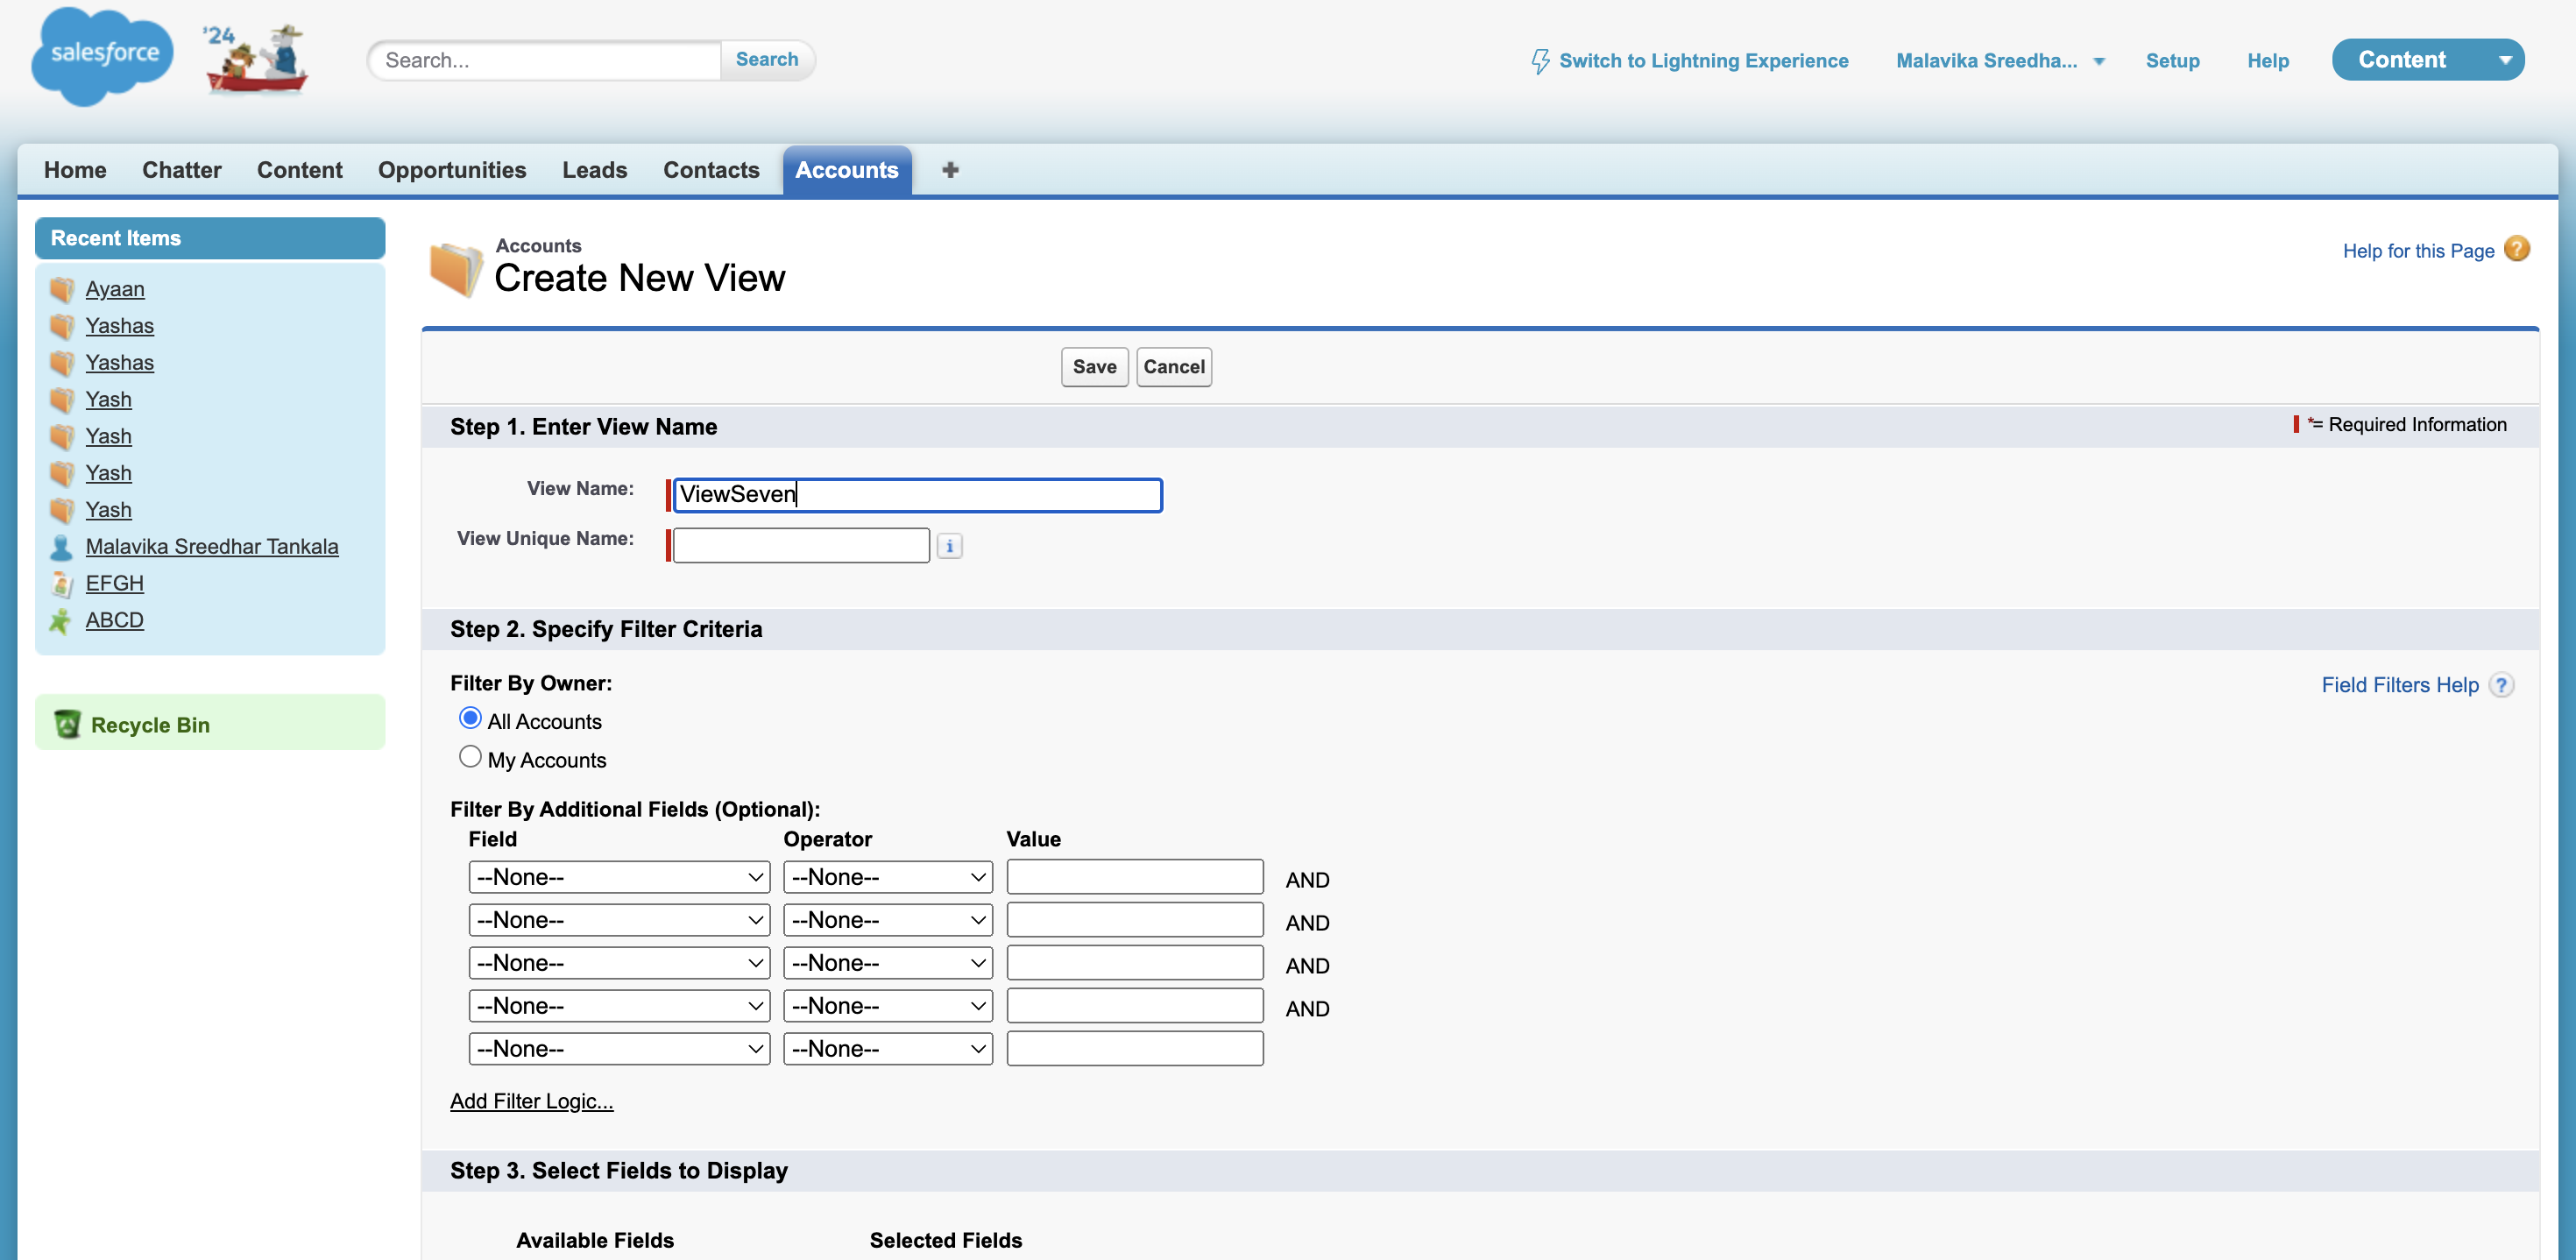 salesforce
'24
Search...
Search
Switch to Lightning Experience
Malavika Sreedha...
Setup
Help
Content
Home
Chatter
Content
Opportunities
Leads
Contacts
Accounts
+
Recent Items
Ayaan
Yashas
Yashas
Yash
Yash
Yash
Yash
Malavika Sreedhar Tankala
EFGH
ABCD
Recycle Bin
Accounts
Create New View
Help for this Page ?
Save
Cancel
Step 1. Enter View Name
*= Required Information
View Name:
ViewSeven
View Unique Name:
i
Step 2. Specify Filter Criteria
Filter By Owner:
Field Filters Help ?
All Accounts
My Accounts
Filter By Additional Fields (Optional):
Field Operator Value
--None-- --None-- AND
--None-- --None-- AND
--None-- --None-- AND
--None-- --None-- AND
--None-- --None--
Add Filter Logic...
Step 3. Select Fields to Display
Available Fields Selected Fields